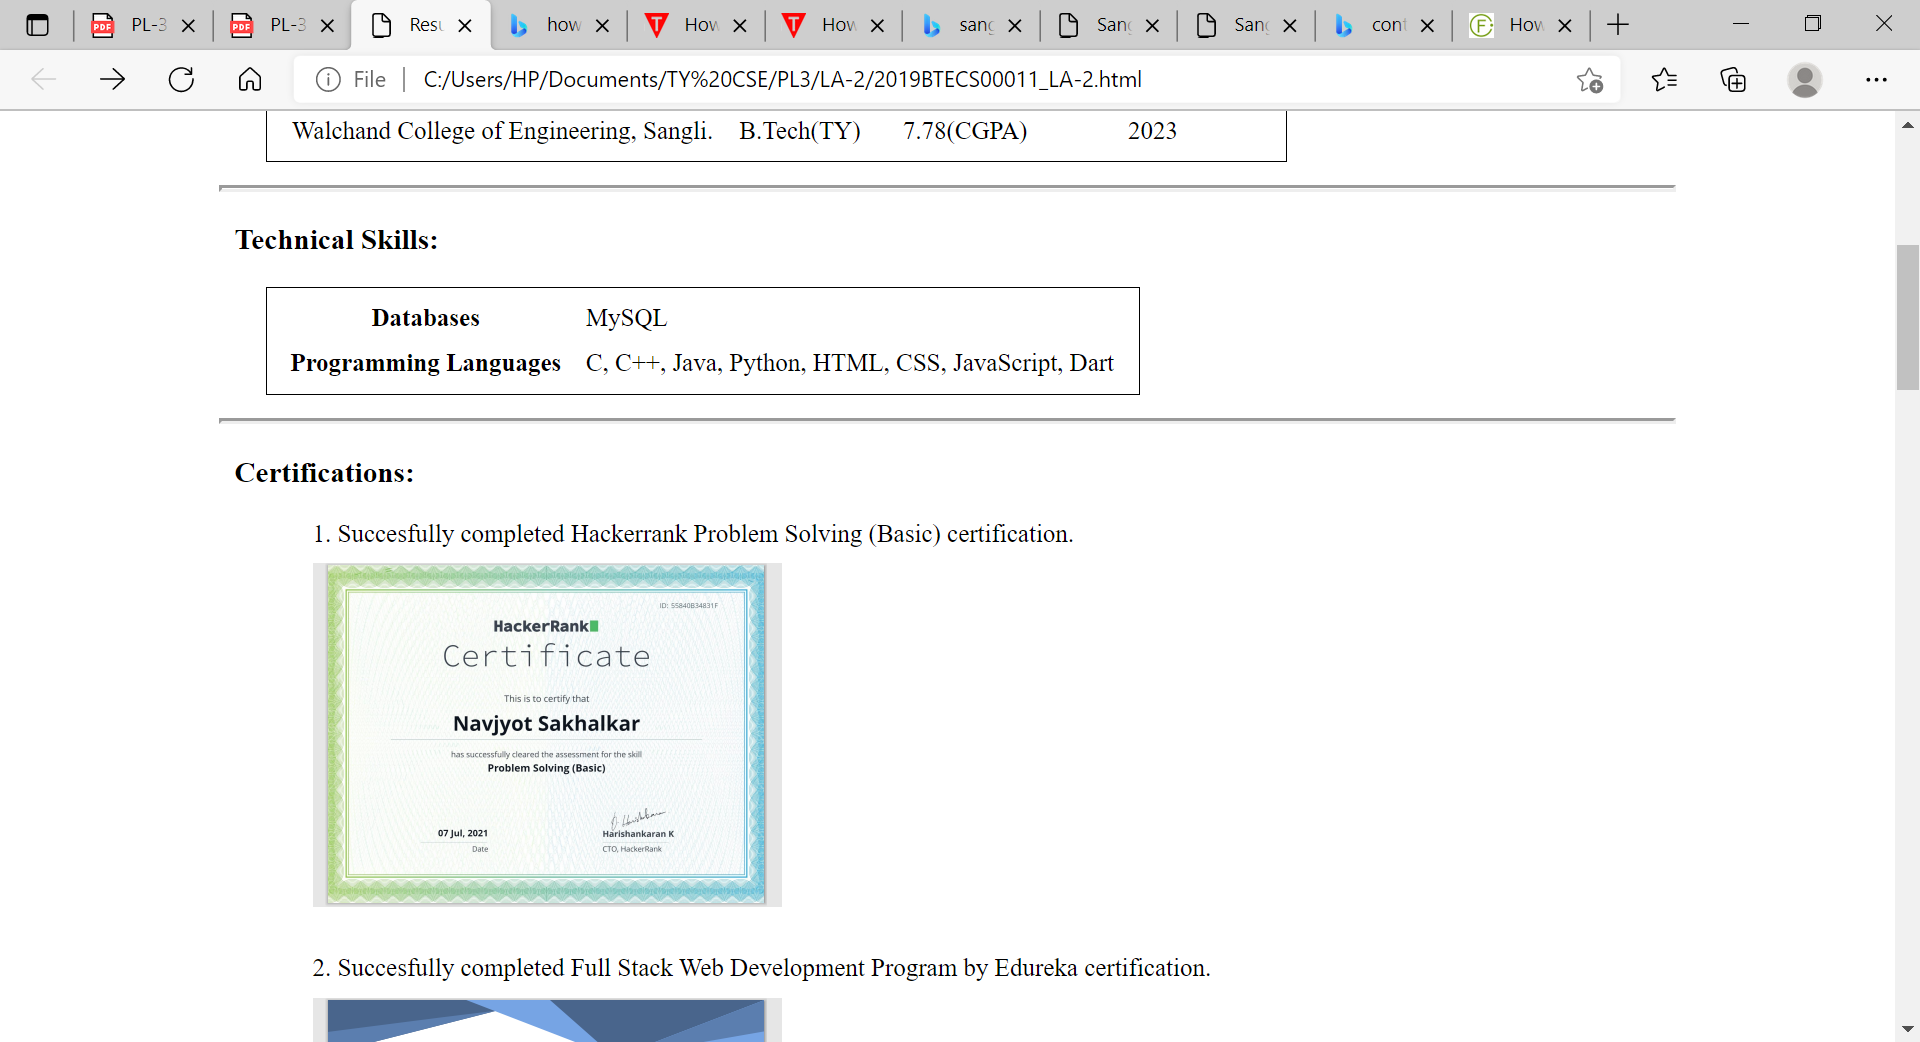 PL-3
PL-3
Resu
how
How
How
sang
Sang
Sang
cont
How
File
C:/Users/HP/Documents/TY%20CSE/PL3/LA-2/2019BTECS00011_LA-2.html
Walchand College of Engineering, Sangli. B.Tech(TY) 7.78(CGPA) 2023
Technical Skills:
Databases MySQL
Programming Languages C, C++, Java, Python, HTML, CSS, JavaScript, Dart
Certifications:
1. Succesfully completed Hackerrank Problem Solving (Basic) certification.
ID: 55840B34831F
HackerRank
Certificate
This is to certify that
Navjyot Sakhalkar
has successfully cleared the assessment for the skill
Problem Solving (Basic)
07 Jul, 2021
Date
Harishankaran K
CTO, HackerRank
2. Succesfully completed Full Stack Web Development Program by Edureka certification.